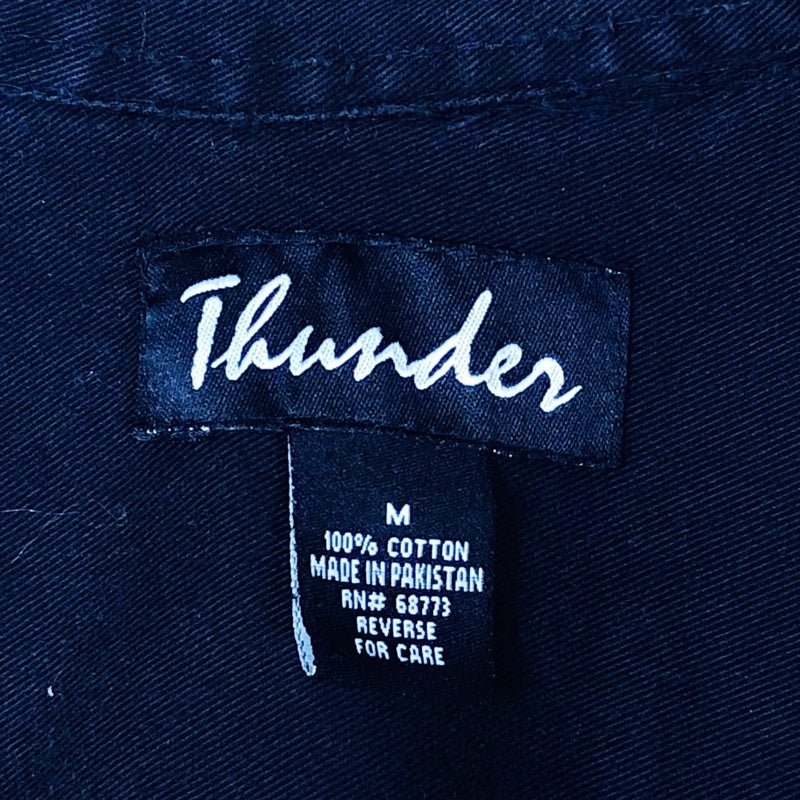 Thunder
M
100% COTTON
MADE IN PAKISTAN
RN# 68773
REVERSE
FOR CARE